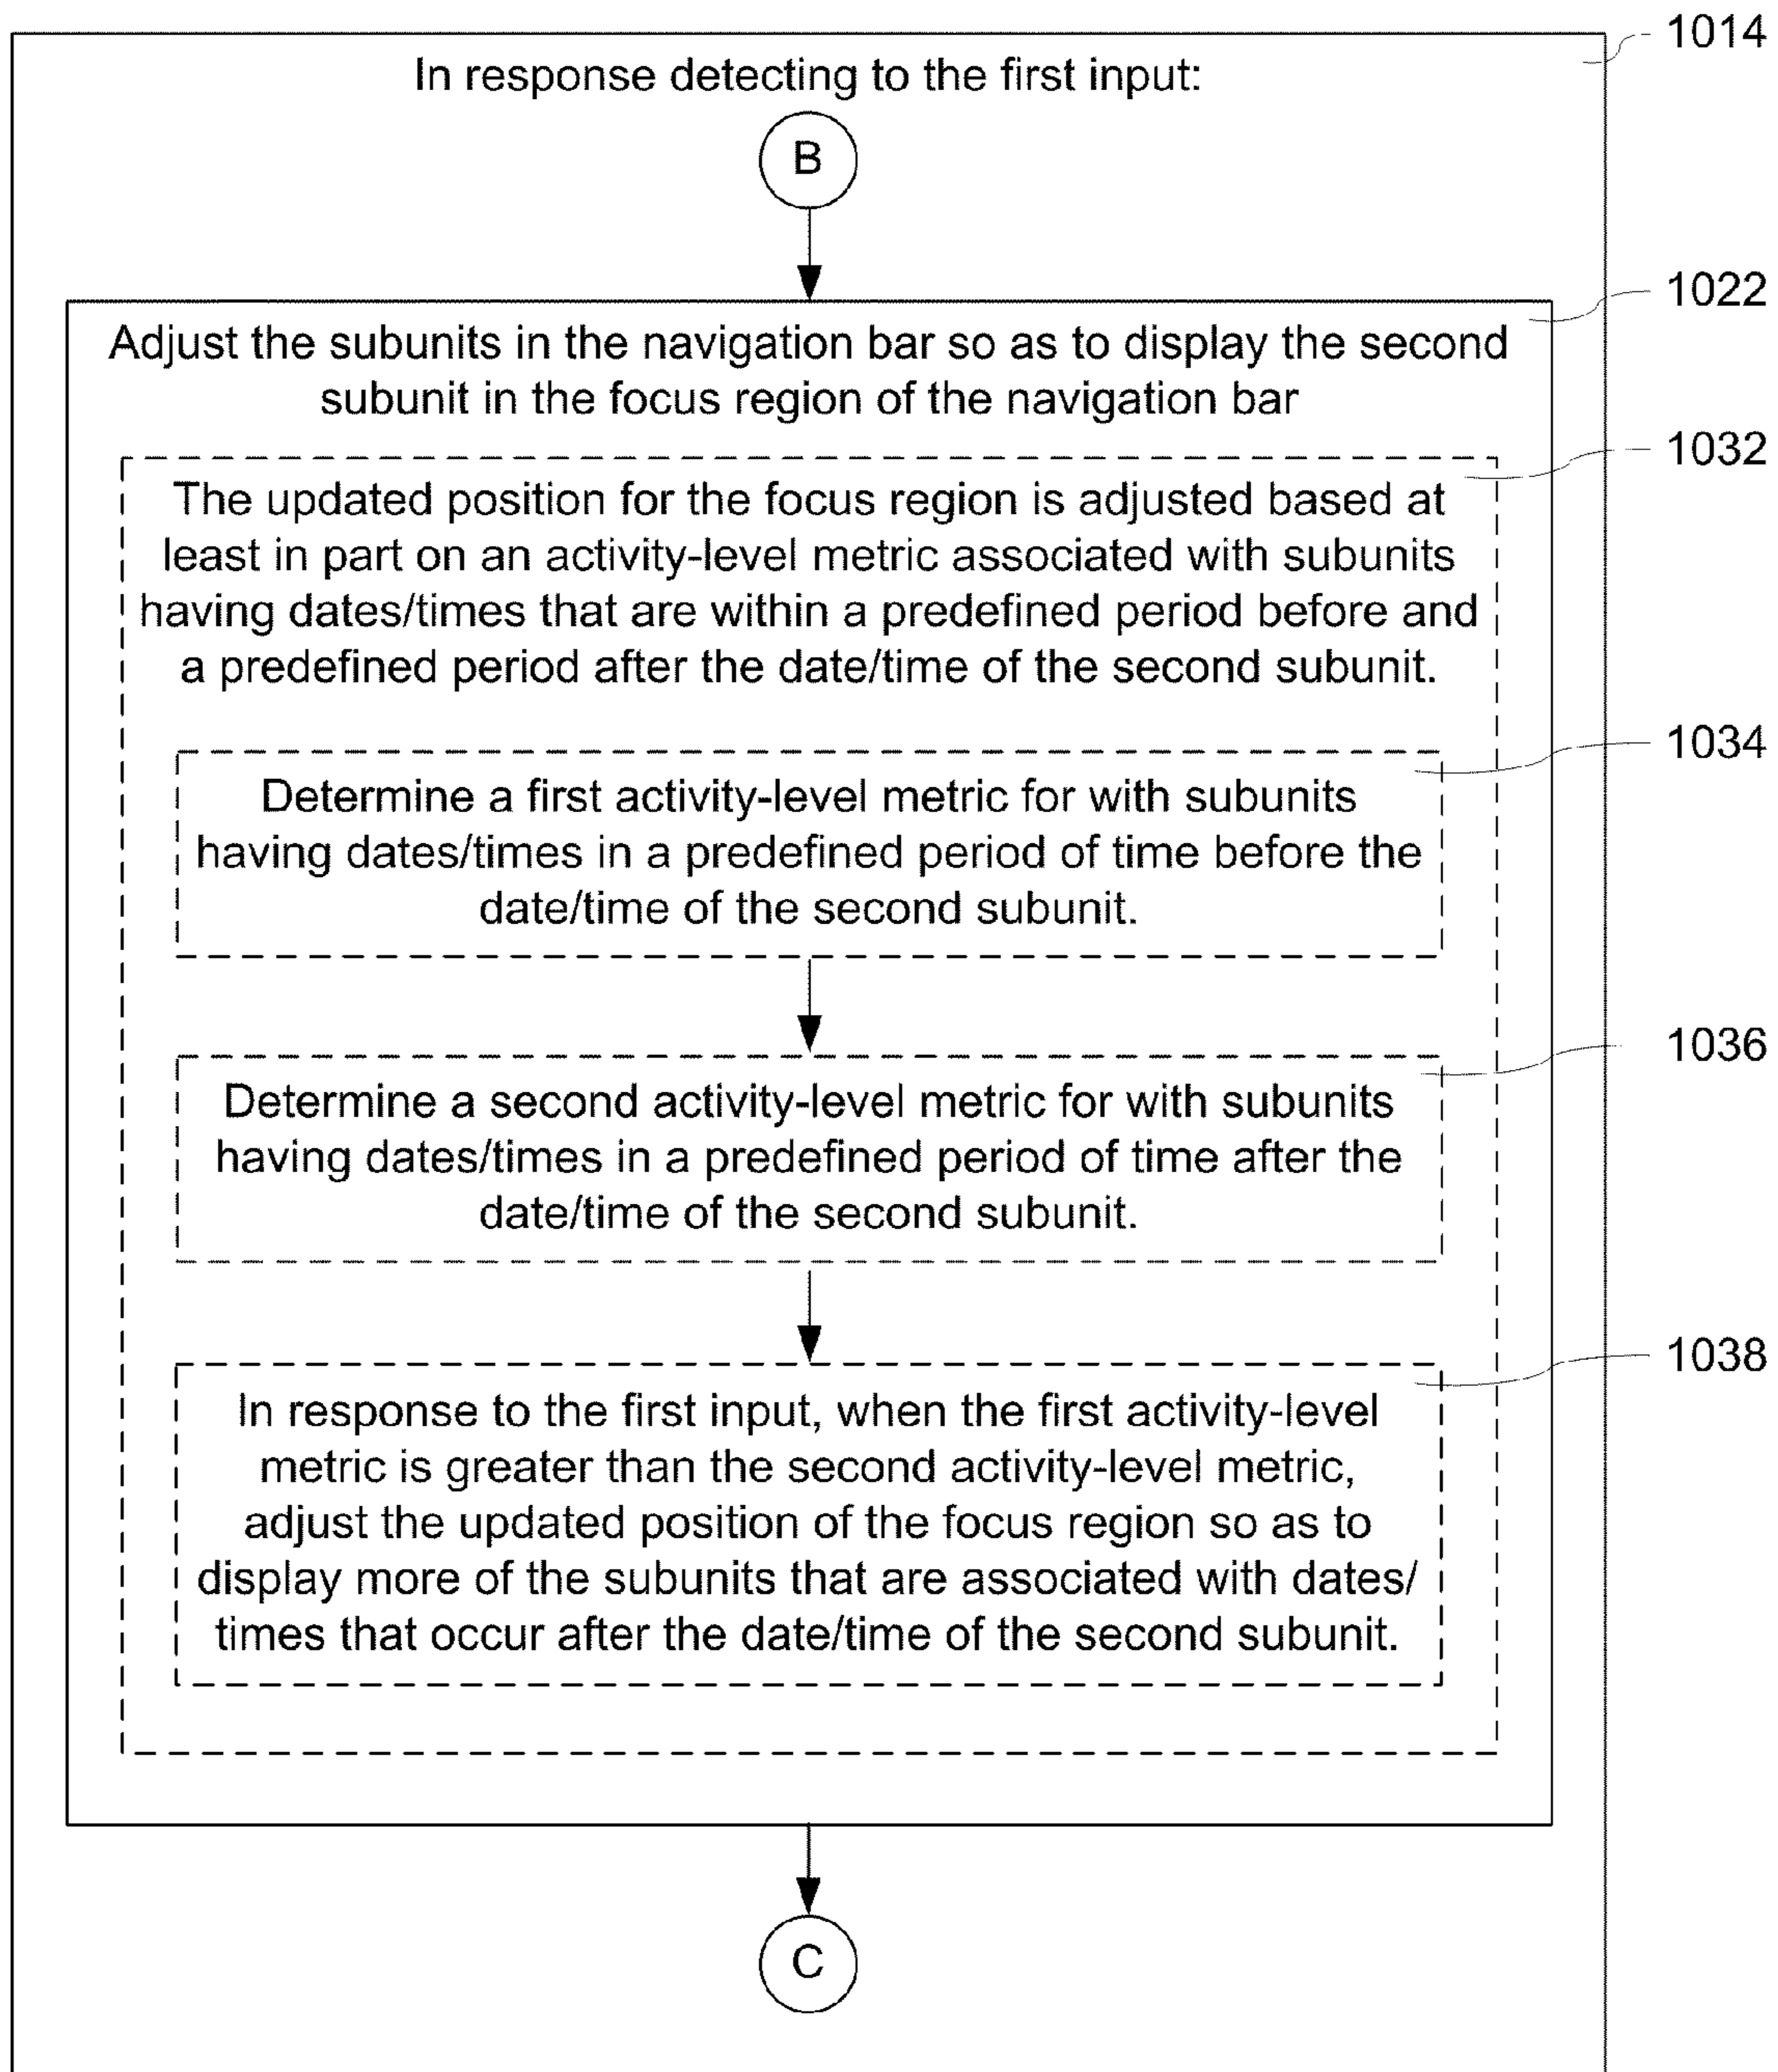 1014
In response detecting to the first input:
B
1022
Adjust the subunits in the navigation bar so as to display the second
subunit in the focus region of the navigation bar
1032
The updated position for the focus region is adjusted based at
least in part on an activity-level metric associated with subunits
having dates/times that are within a predefined period before and
a predefined period after the date/time of the second subunit.
1034
Determine a first activity-level metric for with subunits
having dates/times in a predefined period of time before the
date/time of the second subunit.
1036
Determine a second activity-level metric for with subunits
having dates/times in a predefined period of time after the
date/time of the second subunit.
1038
In response to the first input, when the first activity-level
metric is greater than the second activity-level metric,
adjust the updated position of the focus region so as to
display more of the subunits that are associated with dates/
times that occur after the date/time of the second subunit.
C